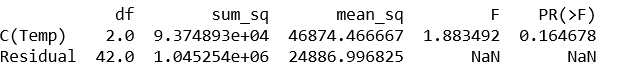 df sum_sq mean_sq F PR(>F)
C(Temp) 2.0 9.374893e+04 46874.466667 1.883492 0.164678
Residual 42.0 1.045254e+06 24886.996825 NaN NaN